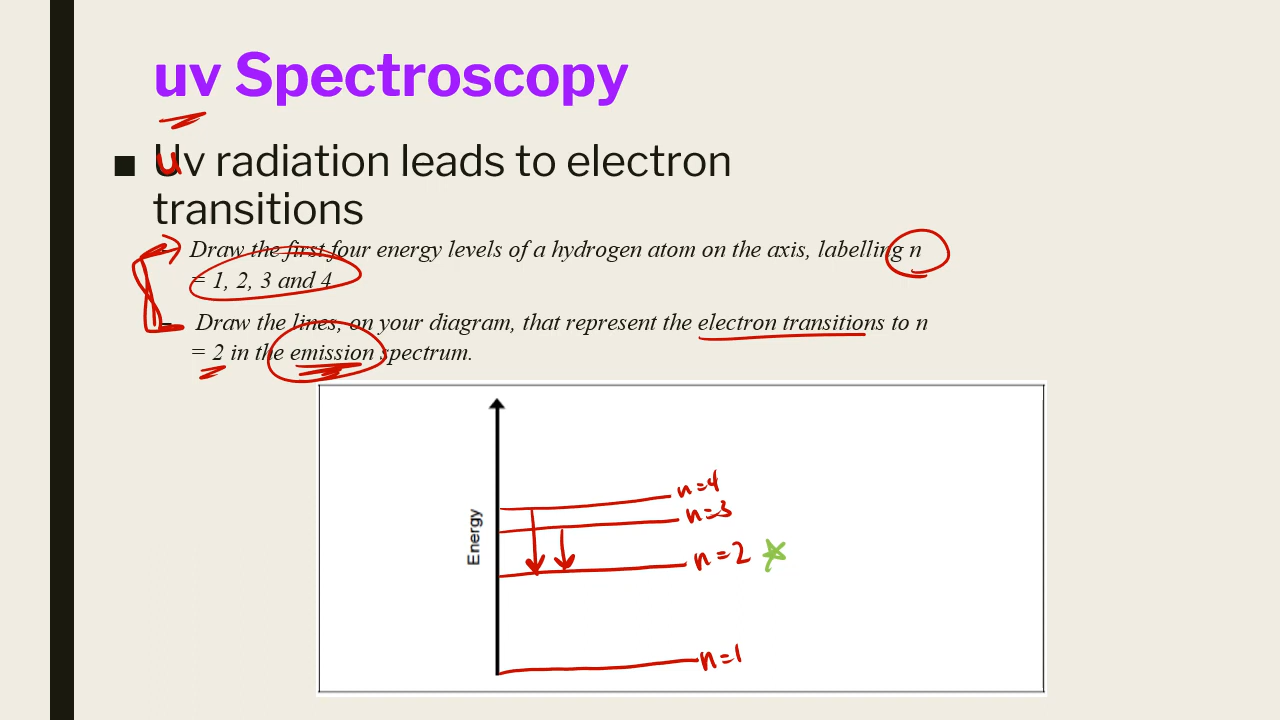 uv Spectroscopy
■ Uv radiation leads to electron
transitions
- Draw the first four energy levels of a hydrogen atom on the axis, labelling n
= 1, 2, 3 and 4.
- Draw the lines, on your diagram, that represent the electron transitions to n
= 2 in the emission spectrum.
n=4
n=3
Energy
n=2
n=1